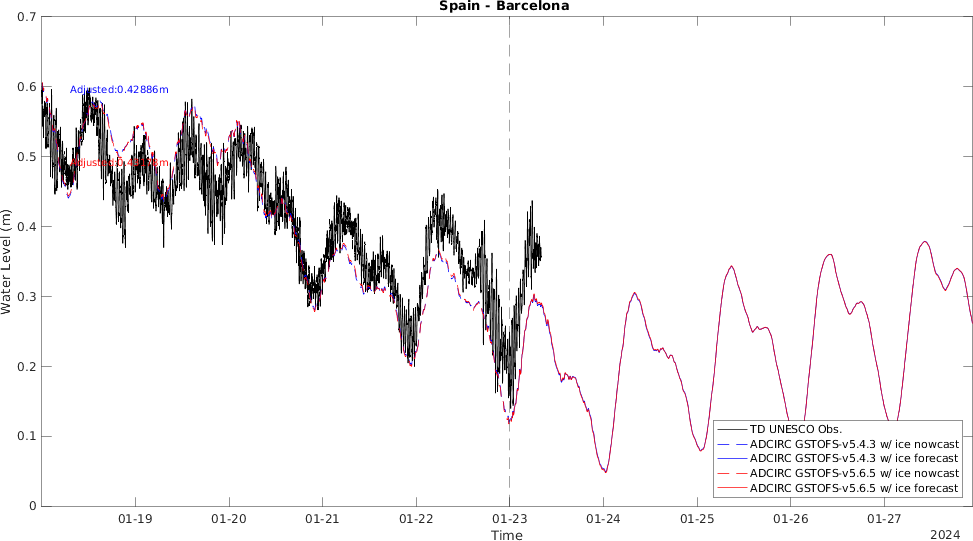 Spain - Barcelona
0.7
0.6
0.5
0.4
0.3
0.2
0.1
0
Water Level (m)
Adjusted:0.42886m
TD UNESCO Obs.
ADCIRC GSTOFS-v5.4.3 w/ ice nowcast
ADCIRC GSTOFS-v5.4.3 w/ ice forecast
ADCIRC GSTOFS-v5.6.5 w/ ice nowcast
ADCIRC GSTOFS-v5.6.5 w/ ice forecast
01-19 01-20 01-21 01-22 01-23 01-24 01-25 01-26 01-27
Time
2024